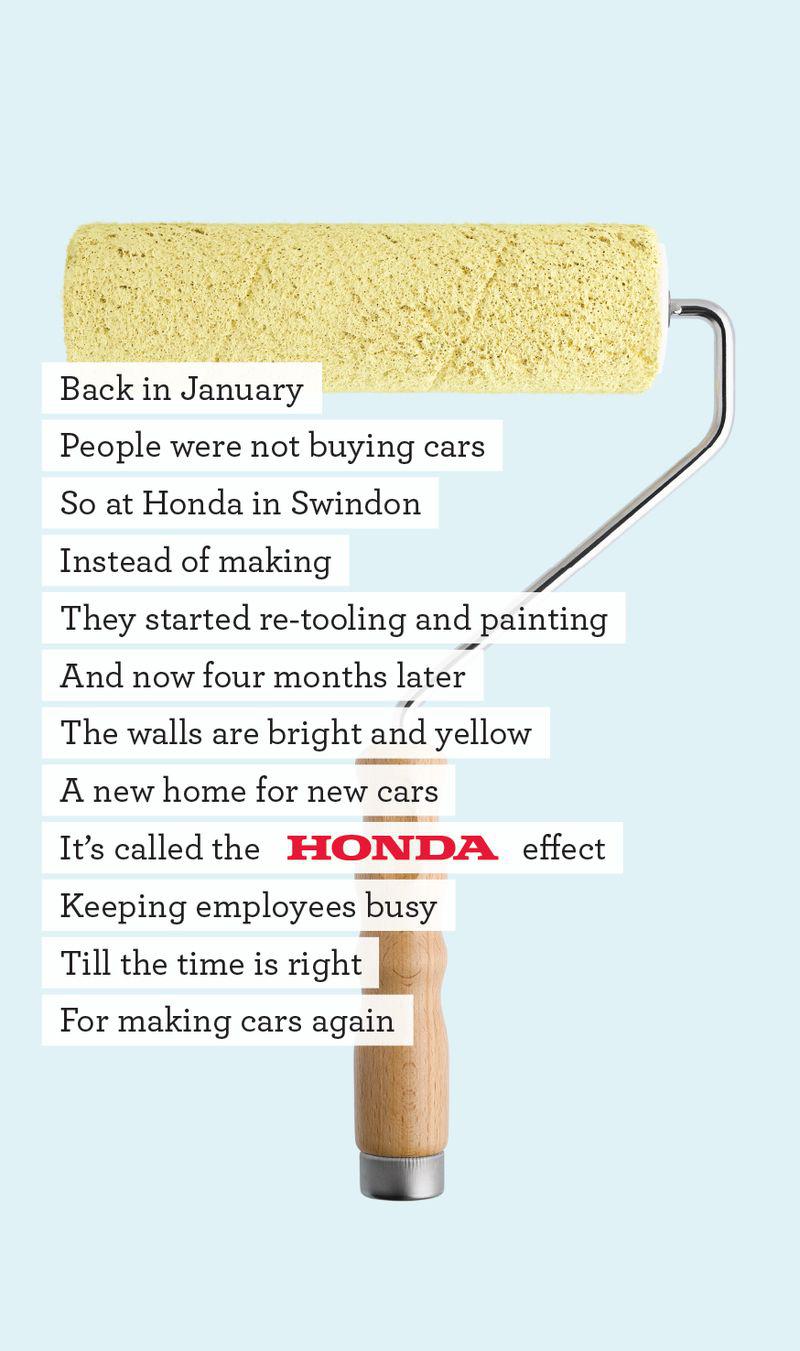 Back in January
People were not buying cars
So at Honda in Swindon
Instead of making
They started re-tooling and painting
And now four months later
The walls are bright and yellow
A new home for new cars
It’s called the HONDA effect
Keeping employees busy
Till the time is right
For making cars again